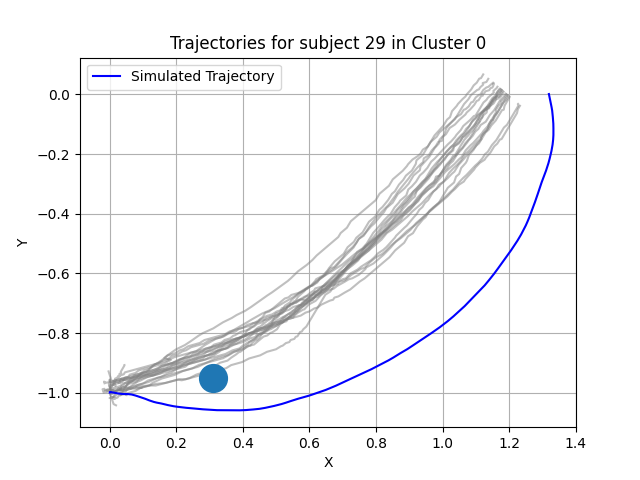 Trajectories for subject 29 in Cluster 0
Simulated Trajectory
0.0
−0.2
−0.4
−0.6
−0.8
−1.0
Y
0.0 0.2 0.4 0.6 0.8 1.0 1.2 1.4
X